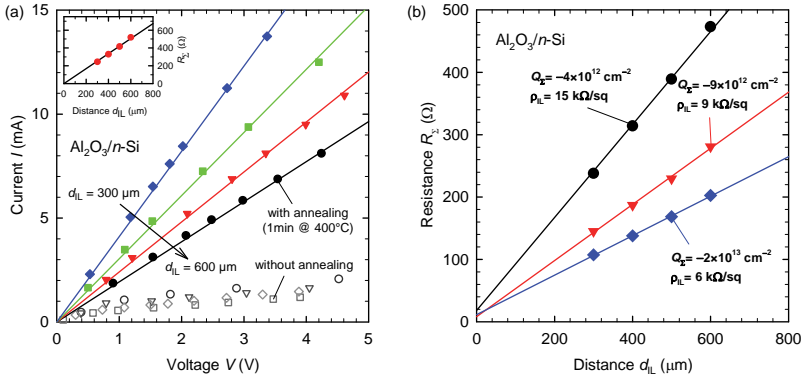 (a)
15
10
5
0
0 1 2 3 4 5
Current I (mA)
Voltage V (V)
600
400
200
0
0 200 400 600 800
RΣ (Ω)
Distance dIL (μm)
Al2O3/n-Si
dIL = 300 μm
dIL = 600 μm
with annealing
(1min @ 400°C)
without annealing
(b)
500
400
300
200
100
0
0 200 400 600 800
Resistance RΣ (Ω)
Distance dIL (μm)
Al2O3/n-Si
QΣ = −4×10¹² cm⁻²
ρIL = 15 kΩ/sq
QΣ = −9×10¹² cm⁻²
ρIL = 9 kΩ/sq
QΣ = −2×10¹³ cm⁻²
ρIL = 6 kΩ/sq